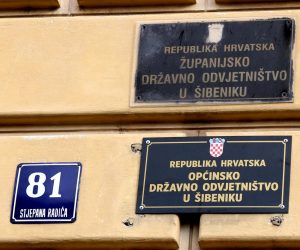 REPUBLIKA HRVATSKA
ŽUPANIJSKO
DRŽAVNO ODVJETNIŠTVO
U ŠIBENIKU
REPUBLIKA HRVATSKA
OPĆINSKO
DRŽAVNO ODVJETNIŠTVO
U ŠIBENIKU
81
STJEPANA RADIĆA